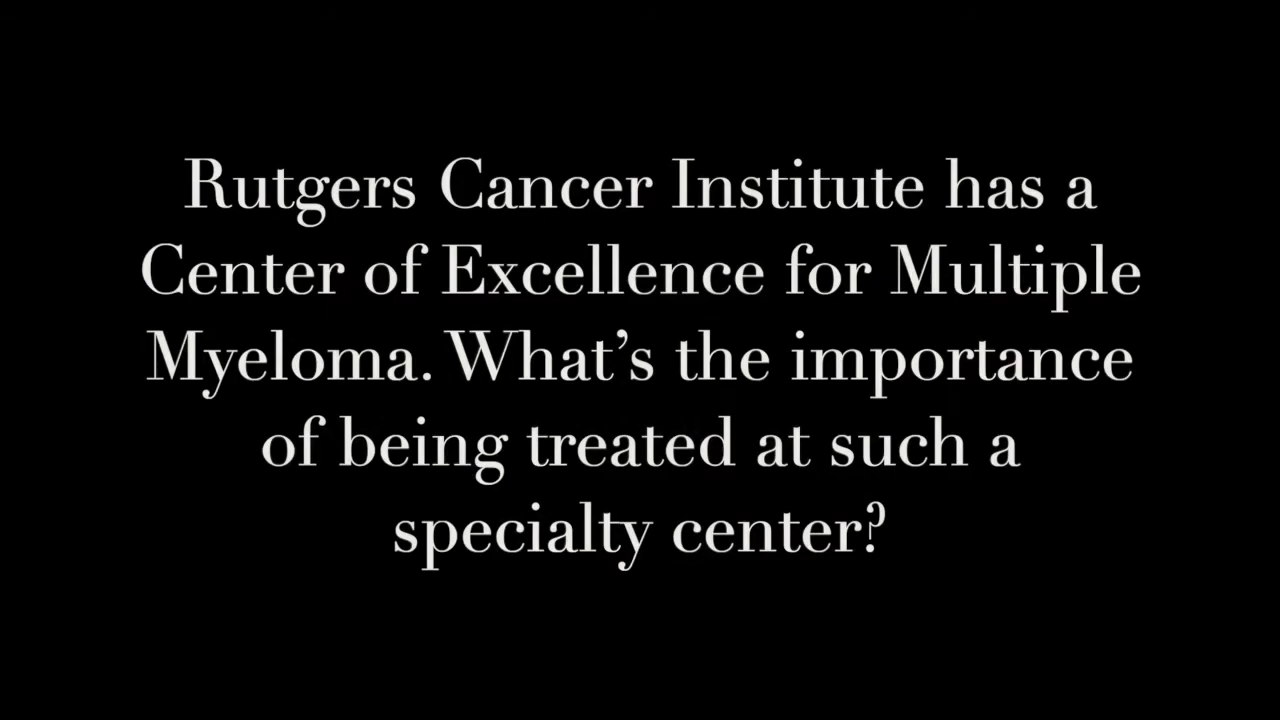 Rutgers Cancer Institute has a
Center of Excellence for Multiple
Myeloma. What’s the importance
of being treated at such a
specialty center?